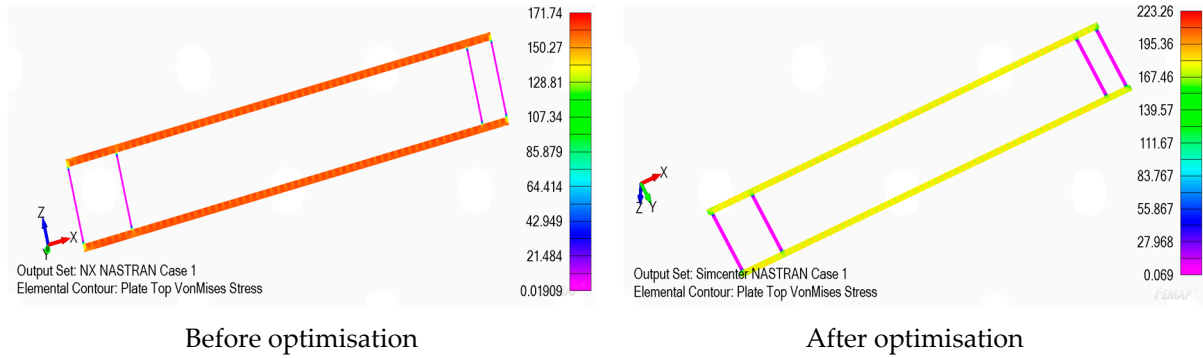 171.74
150.27
128.81
107.34
85.879
64.414
42.949
21.484
0.01909
Z
X
Y
Output Set: NX NASTRAN Case 1
Elemental Contour: Plate Top VonMises Stress
Before optimisation
223.26
195.36
167.46
139.57
111.67
83.767
55.867
27.968
0.069
X
Z Y
Output Set: Simcenter NASTRAN Case 1
Elemental Contour: Plate Top VonMises Stress
FEMAP
After optimisation